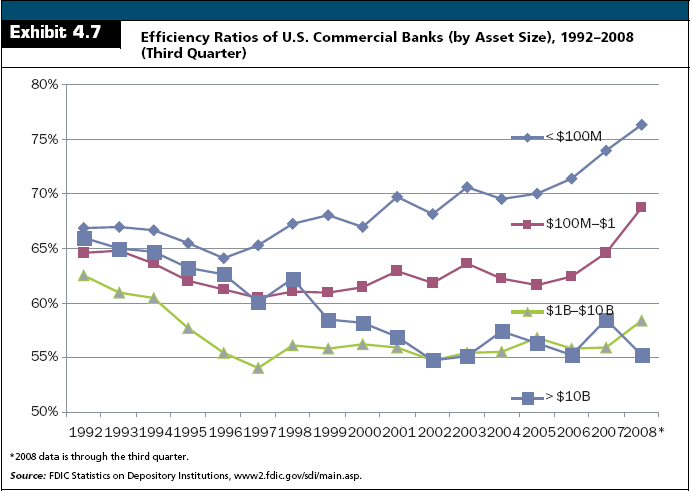 Exhibit 4.7
Efficiency Ratios of U.S. Commercial Banks (by Asset Size), 1992–2008
(Third Quarter)
80%
75%
70%
65%
60%
55%
50%
< $100M
$100M–$1
$1B–$10B
> $10B
1992 1993 1994 1995 1996 1997 1998 1999 2000 2001 2002 2003 2004 2005 2006 2007 2008*
*2008 data is through the third quarter.
Source: FDIC Statistics on Depository Institutions, www2.fdic.gov/sdi/main.asp.